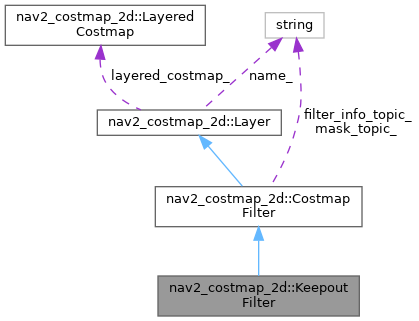 nav2_costmap_2d::Layered
Costmap
string
layered_costmap_
name_
nav2_costmap_2d::Layer
filter_info_topic_
mask_topic_
nav2_costmap_2d::Costmap
Filter
nav2_costmap_2d::Keepout
Filter